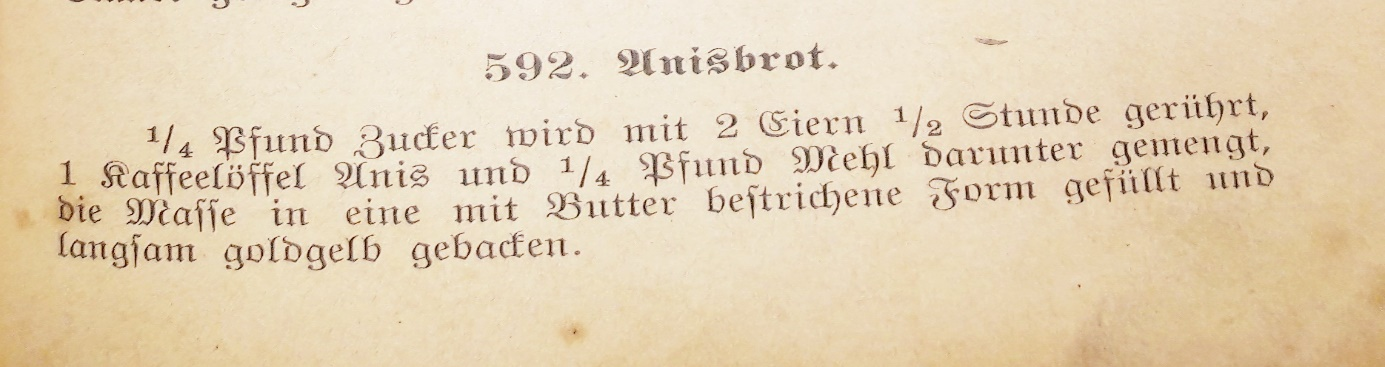 592. Anisbrot.
1/4 Pfund Zucker wird mit 2 Eiern 1/2 Stunde gerührt,
1 Kaffeelöffel Anis und 1/4 Pfund Mehl darunter gemengt,
die Maſſe in eine mit Butter beſtrichene Form gefüllt und
langſam goldgelb gebacken.